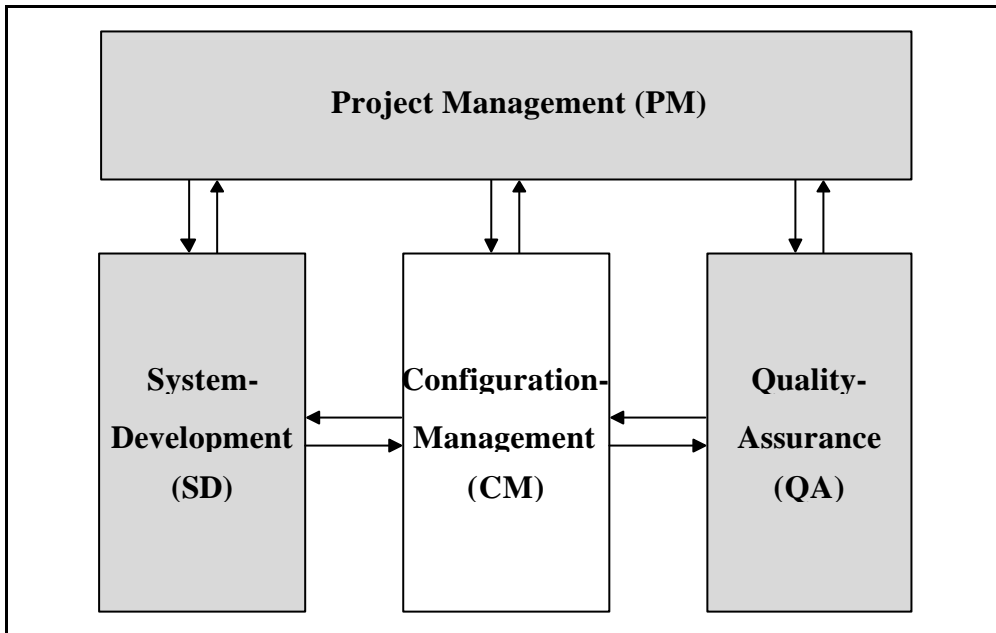 Project Management (PM)
System-
Development
(SD)
Configuration-
Management
(CM)
Quality-
Assurance
(QA)